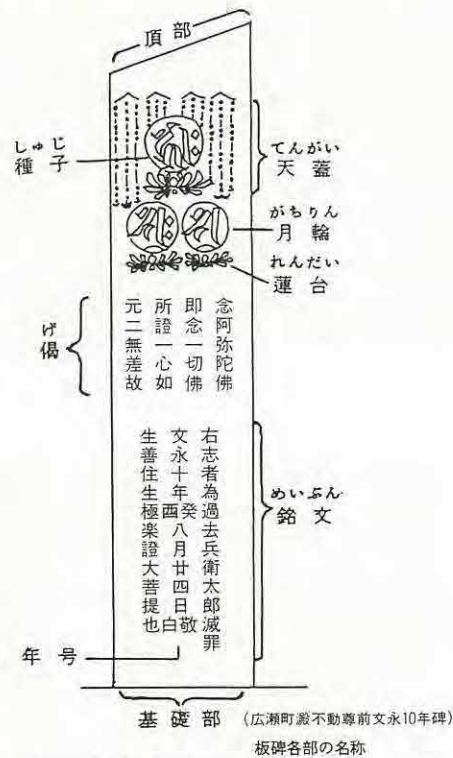 頂部
しゅじ
種子
てんがい
天蓋
がちりん
月輪
れんだい
蓮台
げ
偈
念阿弥陀佛
即念一切佛
所證一心如
元二無差故
めいぶん
銘文
右志者為過去兵衛太郎滅罪
文永十年癸酉八月廿四日敬白
生善住生極楽證大菩提也
年号
基礎部
(広瀬町澱不動尊前文永10年碑)
板碑各部の名称